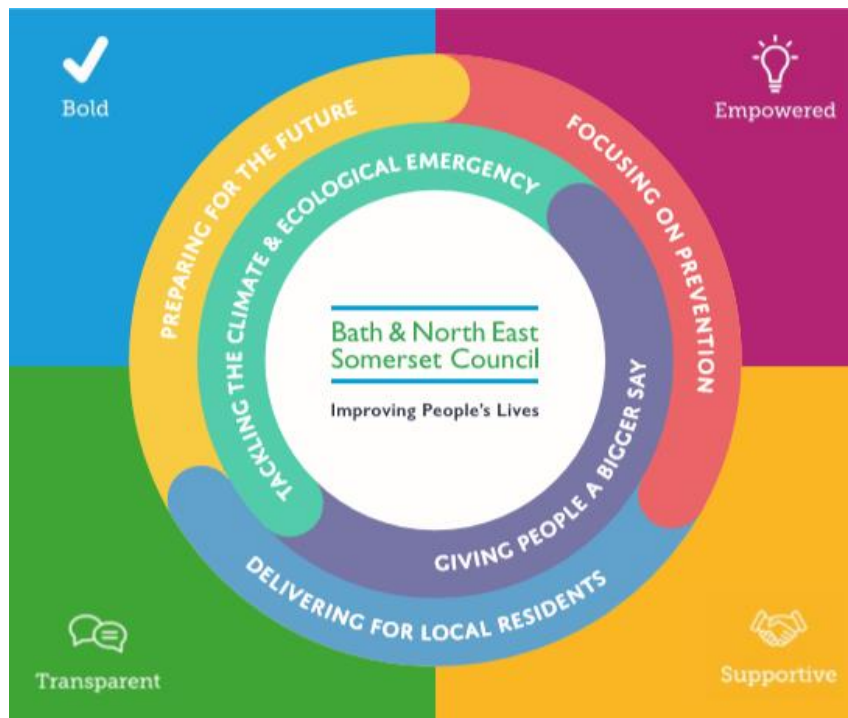 Bold
Empowered
PREPARING FOR THE FUTURE
FOCUSING ON PREVENTION
TACKLING THE CLIMATE & ECOLOGICAL EMERGENCY
Bath & North East
Somerset Council
Improving People's Lives
GIVING PEOPLE A BIGGER SAY
DELIVERING FOR LOCAL RESIDENTS
Transparent
Supportive